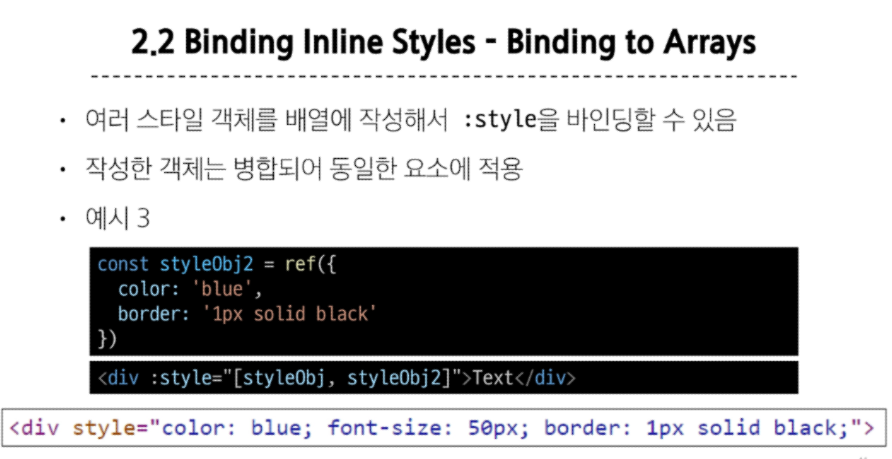 2.2 Binding Inline Styles - Binding to Arrays
• 여러 스타일 객체를 배열에 작성해서 :style을 바인딩할 수 있음
• 작성한 객체는 병합되어 동일한 요소에 적용
• 예시 3
const styleObj2 = ref({
  color: 'blue',
  border: '1px solid black'
})
<div :style="[styleObj, styleObj2]">Text</div>
<div style="color: blue; font-size: 50px; border: 1px solid black;">